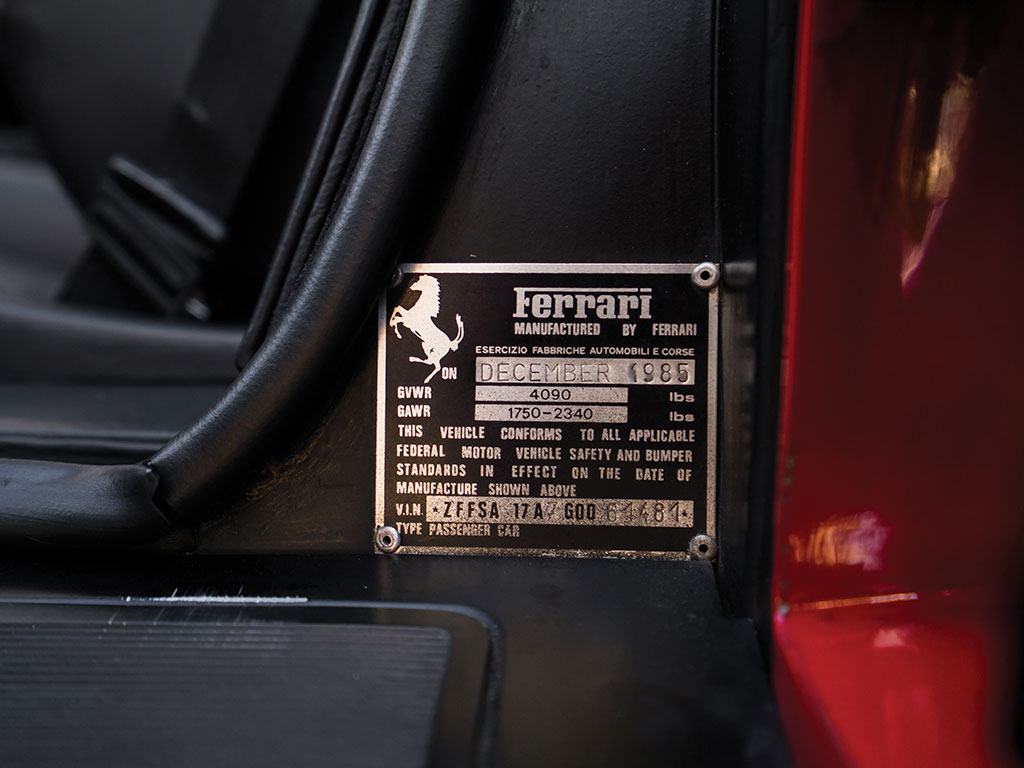 Ferrari
MANUFACTURED BY FERRARI
ESERCIZIO FABBRICHE AUTOMOBILI E CORSE
ON DECEMBER 1985
GVWR 4090 lbs
GAWR 1750-2340 lbs
THIS VEHICLE CONFORMS TO ALL APPLICABLE
FEDERAL MOTOR VEHICLE SAFETY AND BUMPER
STANDARDS IN EFFECT ON THE DATE OF
MANUFACTURE SHOWN ABOVE
V.I.N. *ZFFSA 17A7 G00 61481*
TYPE PASSENGER CAR